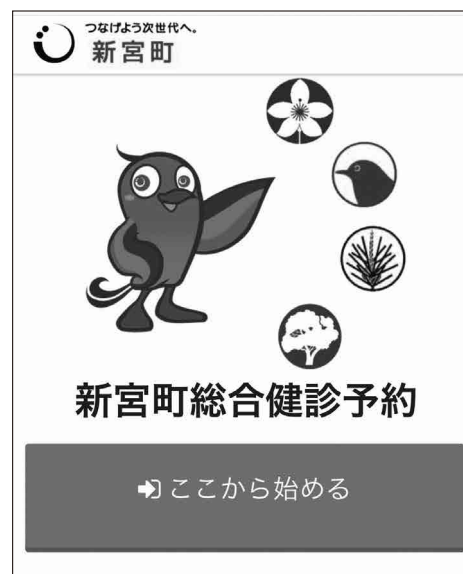 つなげよう次世代へ。
新宮町
新宮町総合健診予約
ここから始める